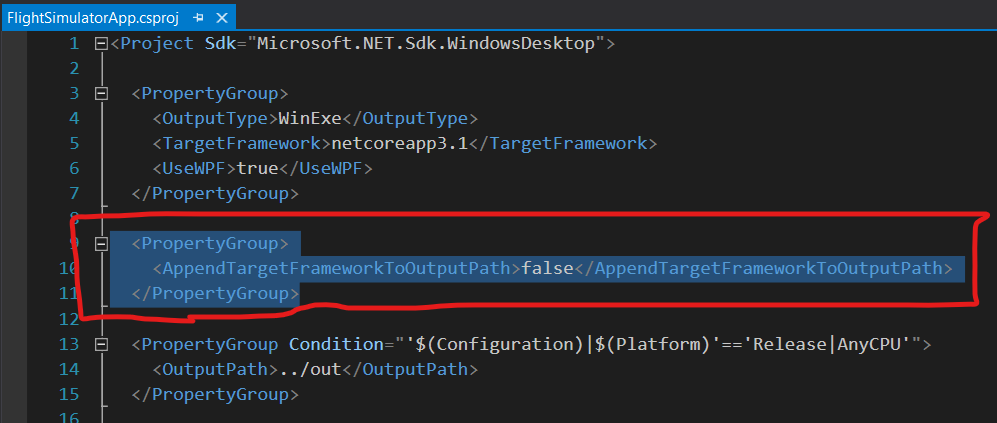 FlightSimulatorApp.csproj
1 <Project Sdk="Microsoft.NET.Sdk.WindowsDesktop">
2
3 <PropertyGroup>
4 <OutputType>WinExe</OutputType>
5 <TargetFramework>netcoreapp3.1</TargetFramework>
6 <UseWPF>true</UseWPF>
7 </PropertyGroup>
8
9 <PropertyGroup>
10 <AppendTargetFrameworkToOutputPath>false</AppendTargetFrameworkToOutputPath>
11 </PropertyGroup>
12
13 <PropertyGroup Condition="'$(Configuration)|$(Platform)'=='Release|AnyCPU'">
14 <OutputPath>../out</OutputPath>
15 </PropertyGroup>
16